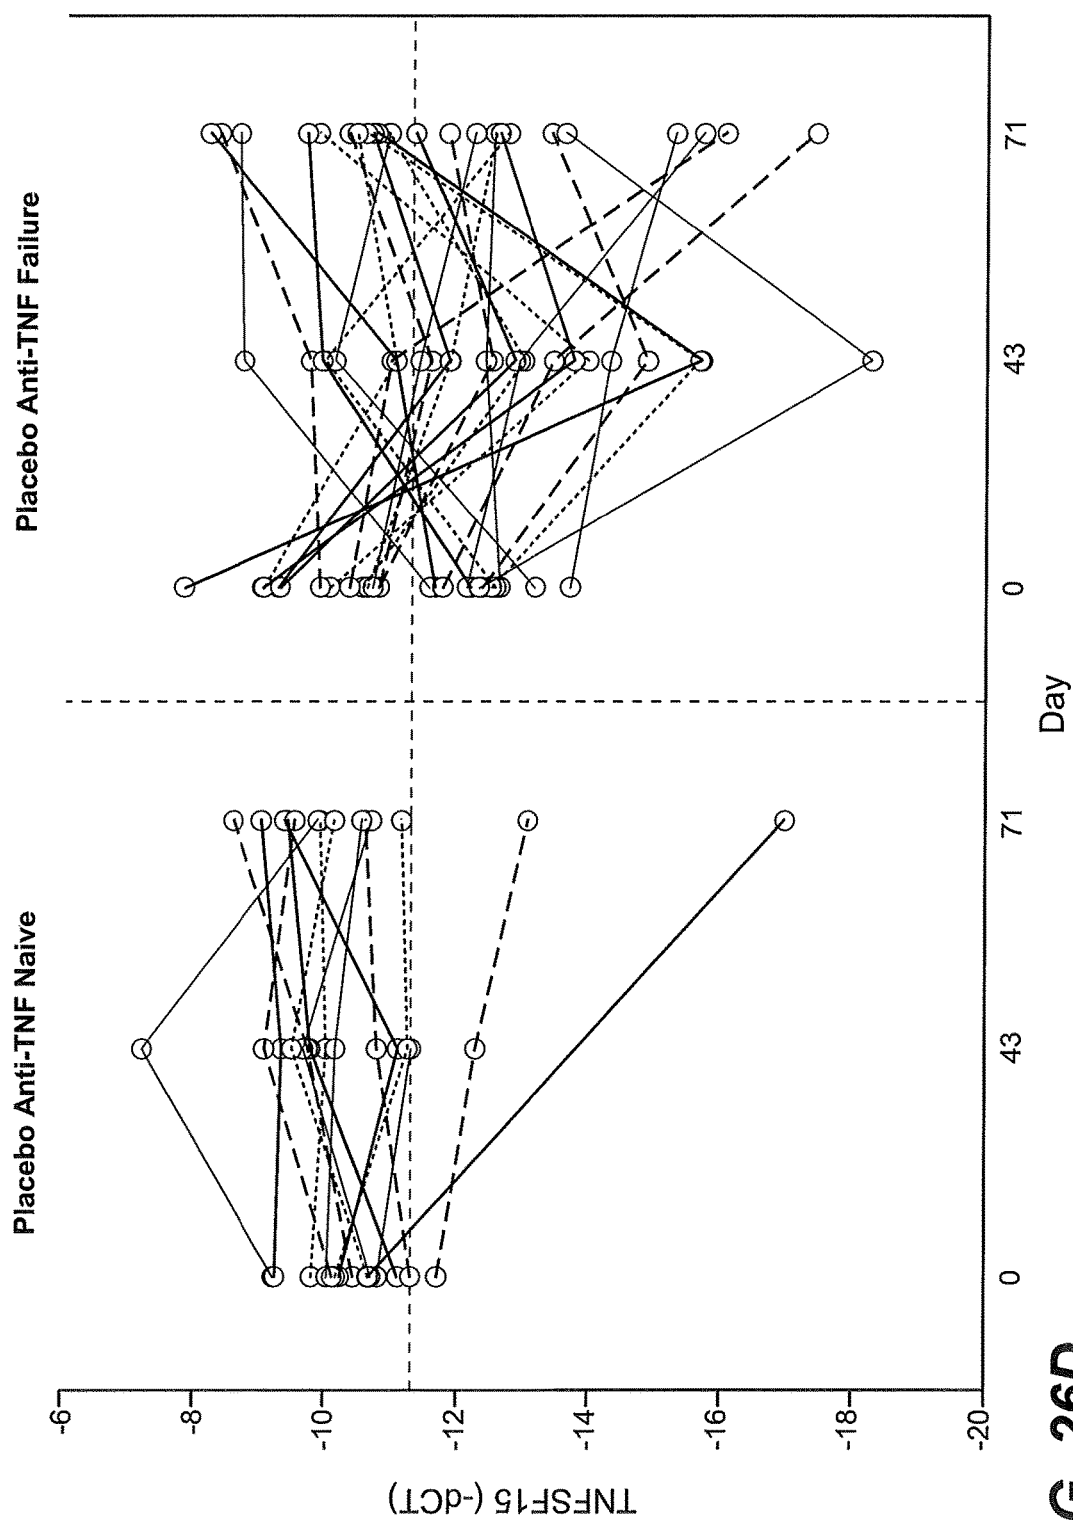 Placebo Anti-TNF Naive
Placebo Anti-TNF Failure
TNFSF15 (-dCT)
-6
-8
-10
-12
-14
-16
-18
-20
0
43
71
0
43
71
Day
G. 26D